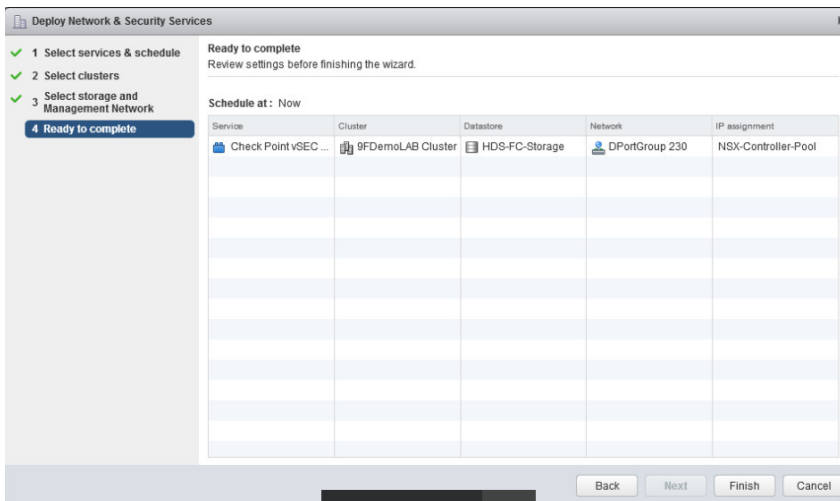 Deploy Network & Security Services
1 Select services & schedule
2 Select clusters
3 Select storage and
Management Network
4 Ready to complete
Ready to complete
Review settings before finishing the wizard.
Schedule at : Now
Service Cluster Datastore Network IP assignment
Check Point vSEC ... 9FDemoLAB Cluster HDS-FC-Storage DPortGroup 230 NSX-Controller-Pool
Back Next Finish Cancel